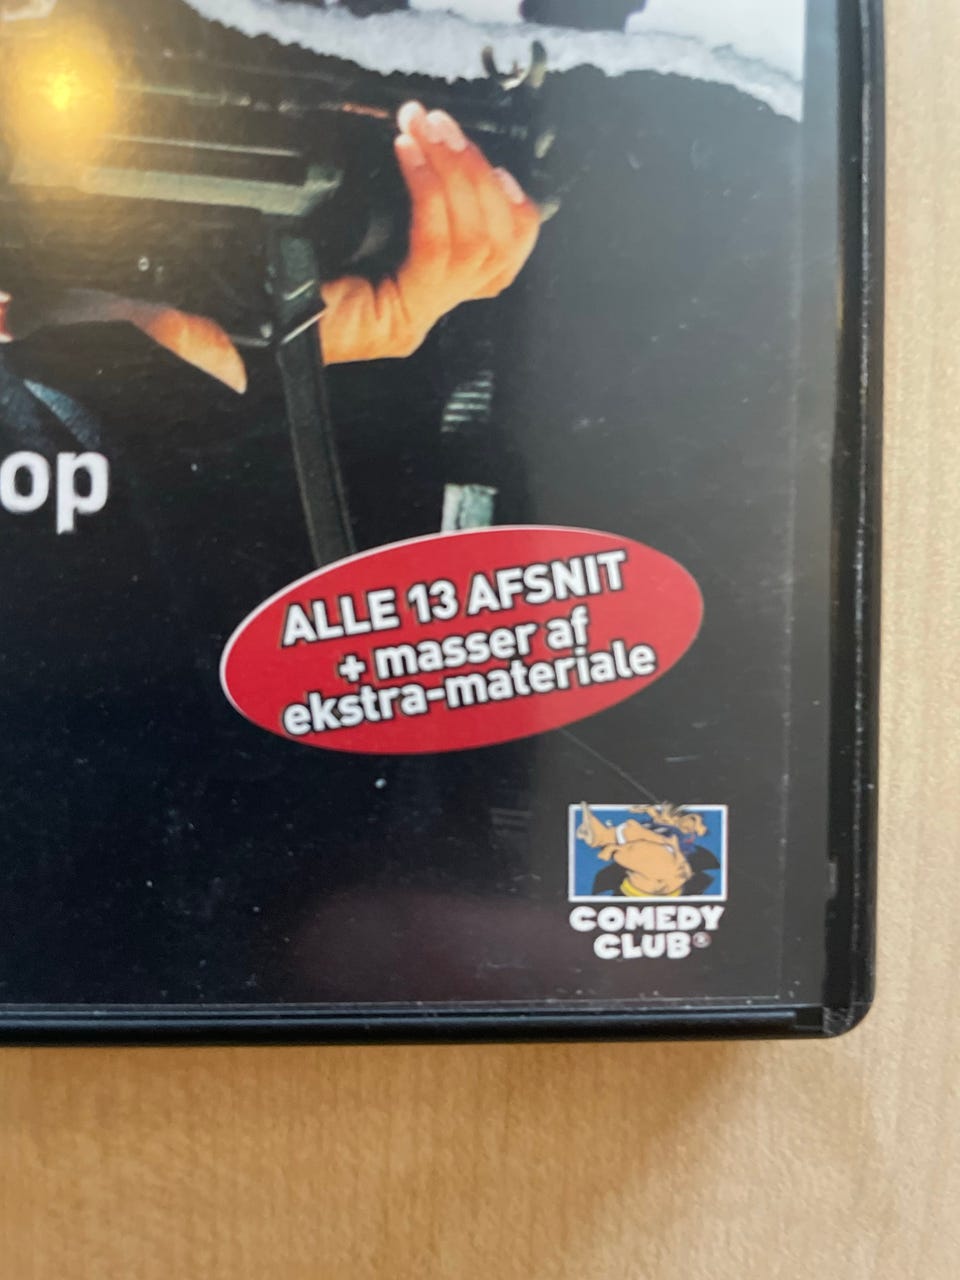 op
ALLE 13 AFSNIT
+ masser af
ekstra-materiale
COMEDY
CLUB®